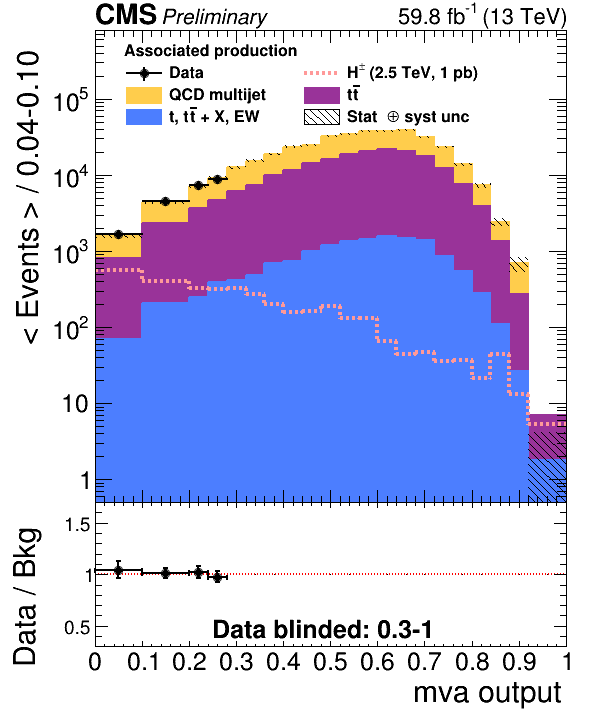 CMS Preliminary 59.8 fb⁻¹ (13 TeV)
Associated production
Data
H± (2.5 TeV, 1 pb)
QCD multijet
tt̄
t, tt̄ + X, EW
Stat ⊕ syst unc
< Events > / 0.04-0.10
10⁵
10⁴
10³
10²
10
1
Data / Bkg
1.5
1
0.5
Data blinded: 0.3-1
0 0.1 0.2 0.3 0.4 0.5 0.6 0.7 0.8 0.9 1
mva output